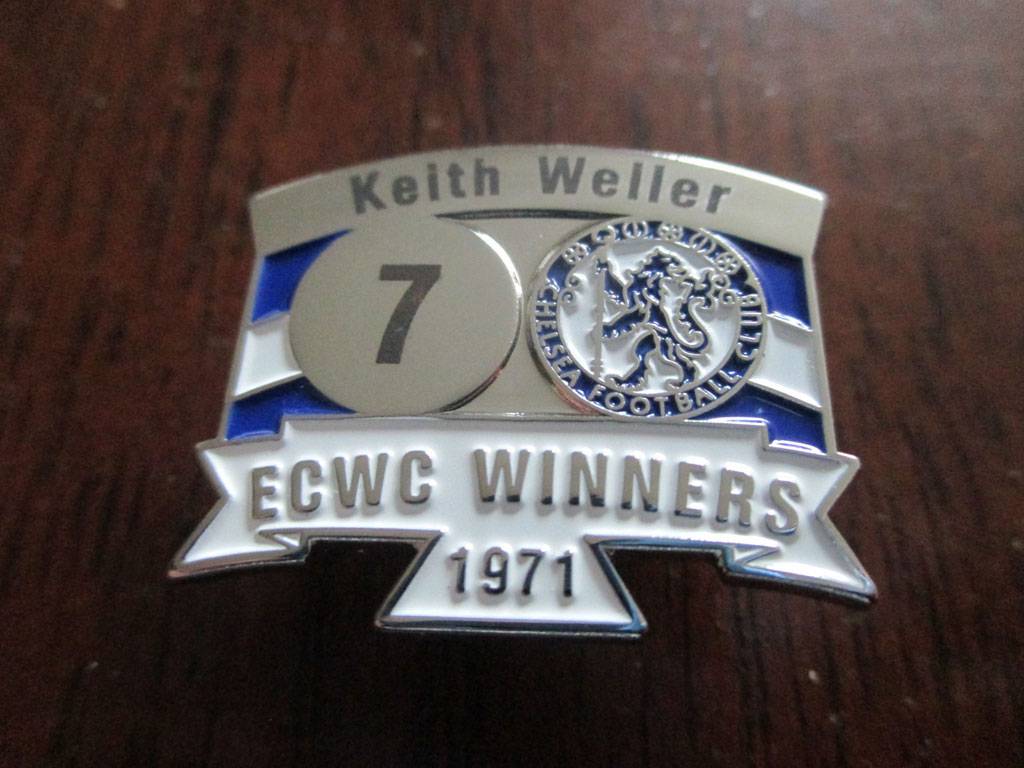 Keith Weller
7
CHELSEA FOOTBALL CLUB
ECWC WINNERS
1971